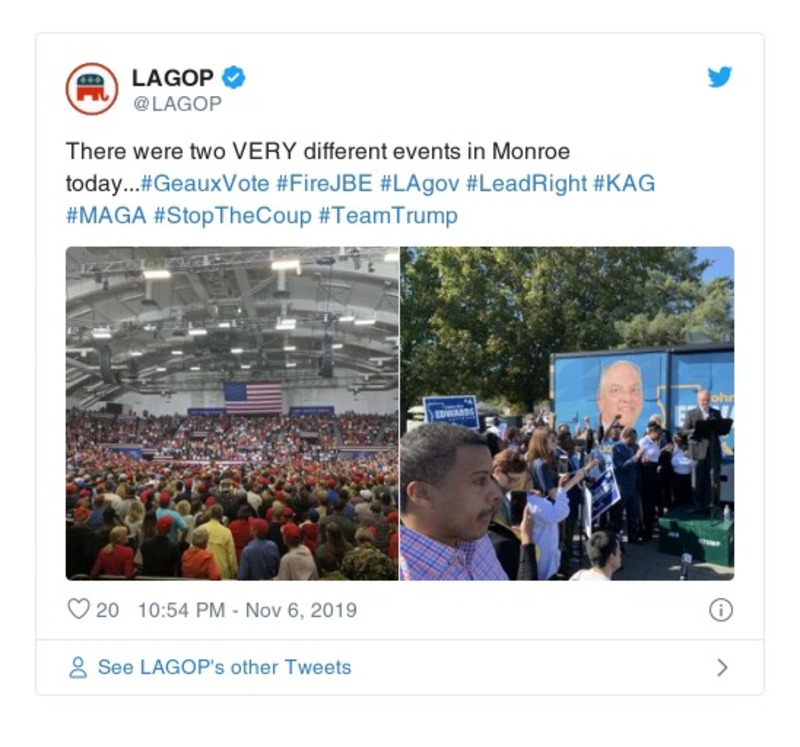 LAGOP
@LAGOP
There were two VERY different events in Monroe
today...#GeauxVote #FireJBE #LAgov #LeadRight #KAG
#MAGA #StopTheCoup #TeamTrump
EDWARDS
20 10:54 PM - Nov 6, 2019
See LAGOP's other Tweets